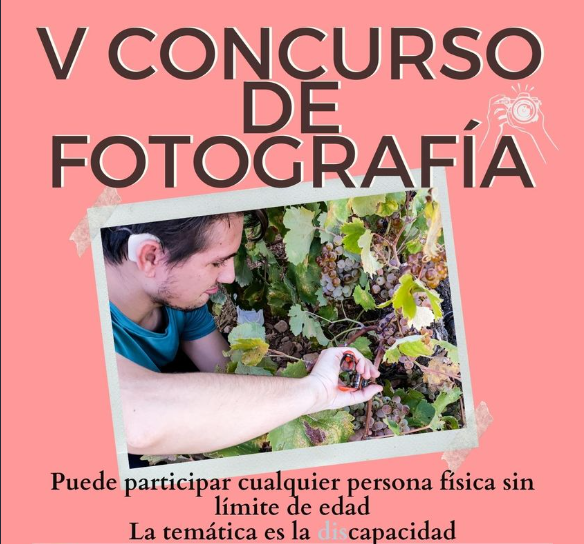 V CONCURSO
DE
FOTOGRAFÍA
Puede participar cualquier persona física sin
límite de edad
La temática es la discapacidad